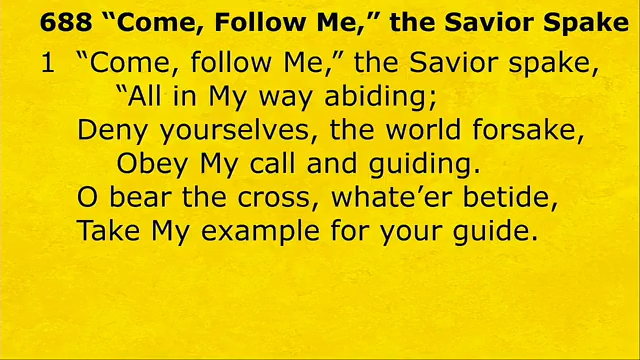 688 “Come, Follow Me,” the Savior Spake
1 “Come, follow Me,” the Savior spake,
“All in My way abiding;
Deny yourselves, the world forsake,
Obey My call and guiding.
O bear the cross, whate’er betide,
Take My example for your guide.